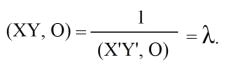 (XY, O) = 1 / (X'Y', O) = λ.